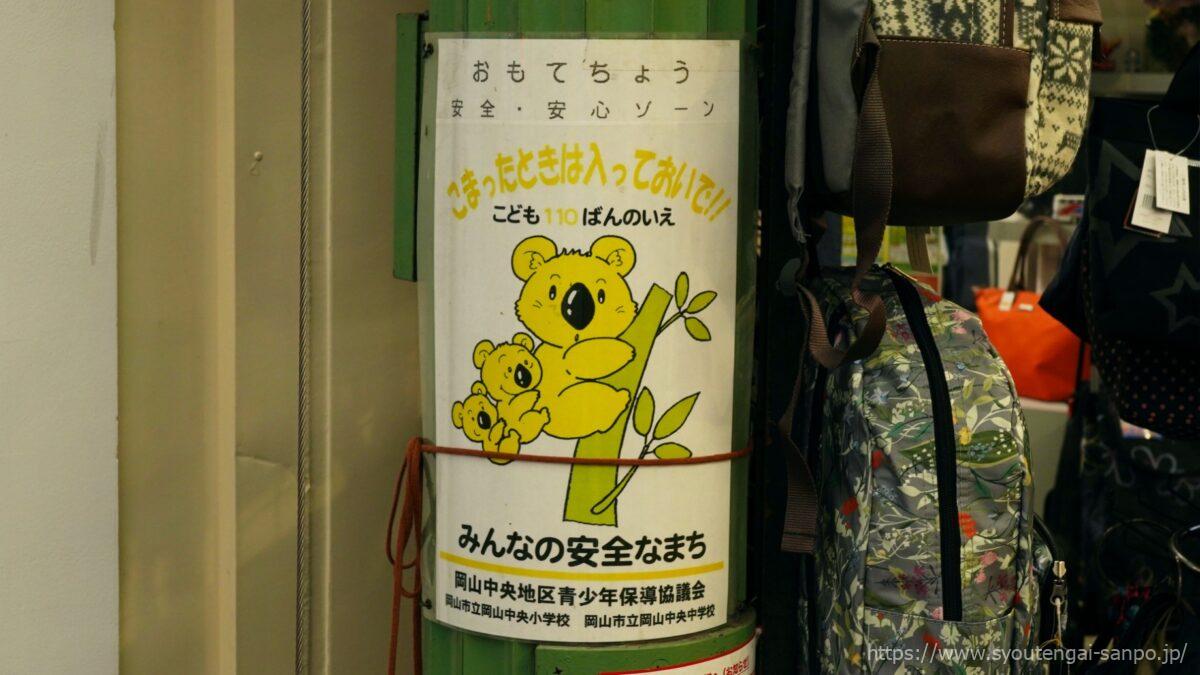 おもてちょう
安全・安心ゾーン
こまったときは入っておいで!!
こども110ばんのいえ
みんなの安全なまち
岡山中央地区青少年保導協議会
岡山市立岡山中央小学校 岡山市立岡山中央中学校
(お知らせ)
https://www.syoutengai-sanpo.jp/